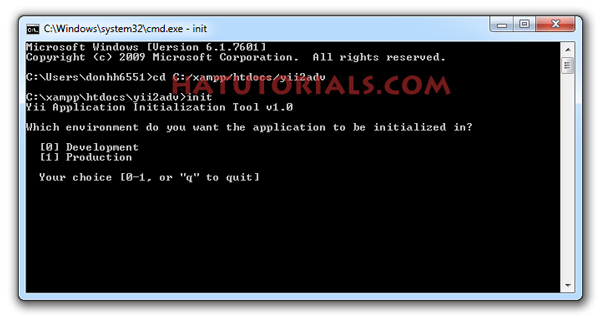 C:\Windows\system32\cmd.exe - init
Microsoft Windows [Version 6.1.7601]
Copyright (c) 2009 Microsoft Corporation.  All rights reserved.
C:\Users\donhh6551>cd C:/xampp/htdocs/yii2adv
HATUTORIALS.COM
C:\xampp\htdocs\yii2adv>init
Yii Application Initialization Tool v1.0
Which environment do you want the application to be initialized in?
[0] Development
[1] Production
Your choice [0-1, or "q" to quit]